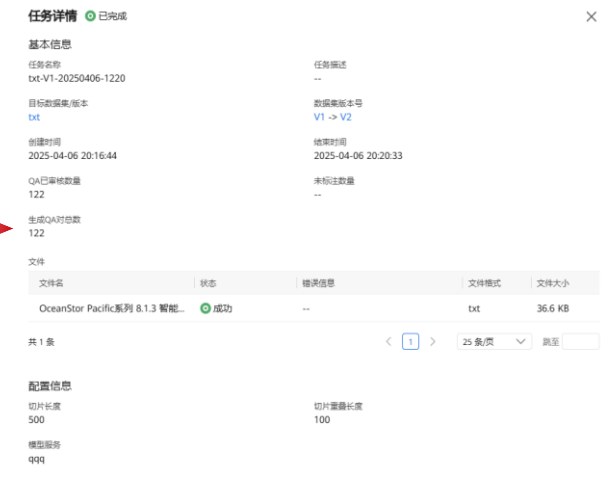 任务详情 已完成
基本信息
任务名称 任务描述
txt-V1-20250406-1220 --
目标数据集/版本 数据集版本号
txt V1 -> V2
创建时间 结束时间
2025-04-06 20:16:44 2025-04-06 20:20:33
QA已审核数量 未标注数量
122 --
生成QA对总数
122
文件
文件名 状态 错误信息 文件格式 文件大小
OceanStor Pacific系列 8.1.3 智能... 成功 -- txt 36.6 KB
共 1 条 1 25 条/页 跳至
配置信息
切片长度 切片重叠长度
500 100
模型服务
qqq